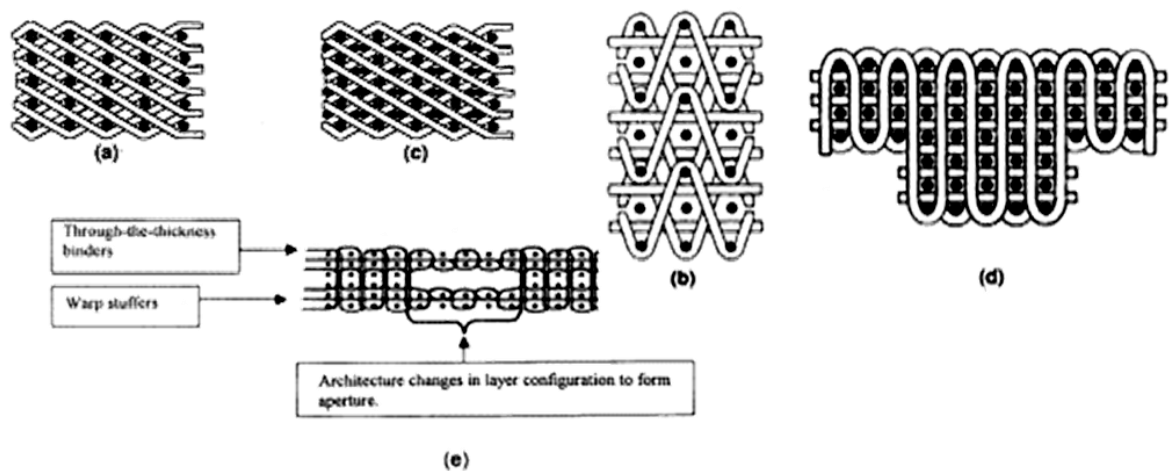 (a)
(c)
(b)
(d)
Through-the-thickness
binders
Warp stuffers
Architecture changes in layer configuration to form
aperture.
(e)